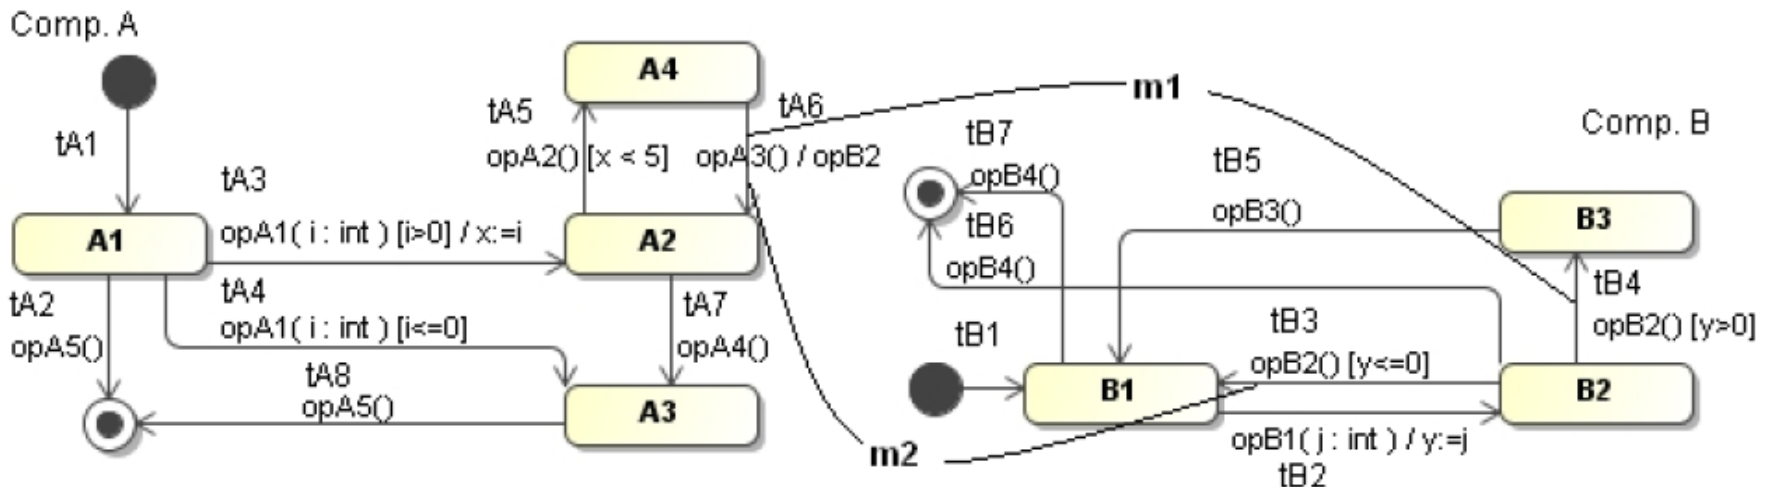 Comp. A
A4
tA5
tA6
m1
tA1
opA2() [x < 5]
opA3() / opB2
tA3
A1
opA1( i : int ) [i>0] / x:=i
A2
tA2
opA5()
tA4
opA1( i : int ) [i<=0]
tA7
opA4()
tA8
opA5()
A3
m2
Comp. B
tB7
opB4()
tB5
opB3()
B3
tB6
opB4()
tB4
opB2() [y>0]
tB1
tB3
opB2() [y<=0]
B1
B2
opB1( j : int ) / y:=j
tB2